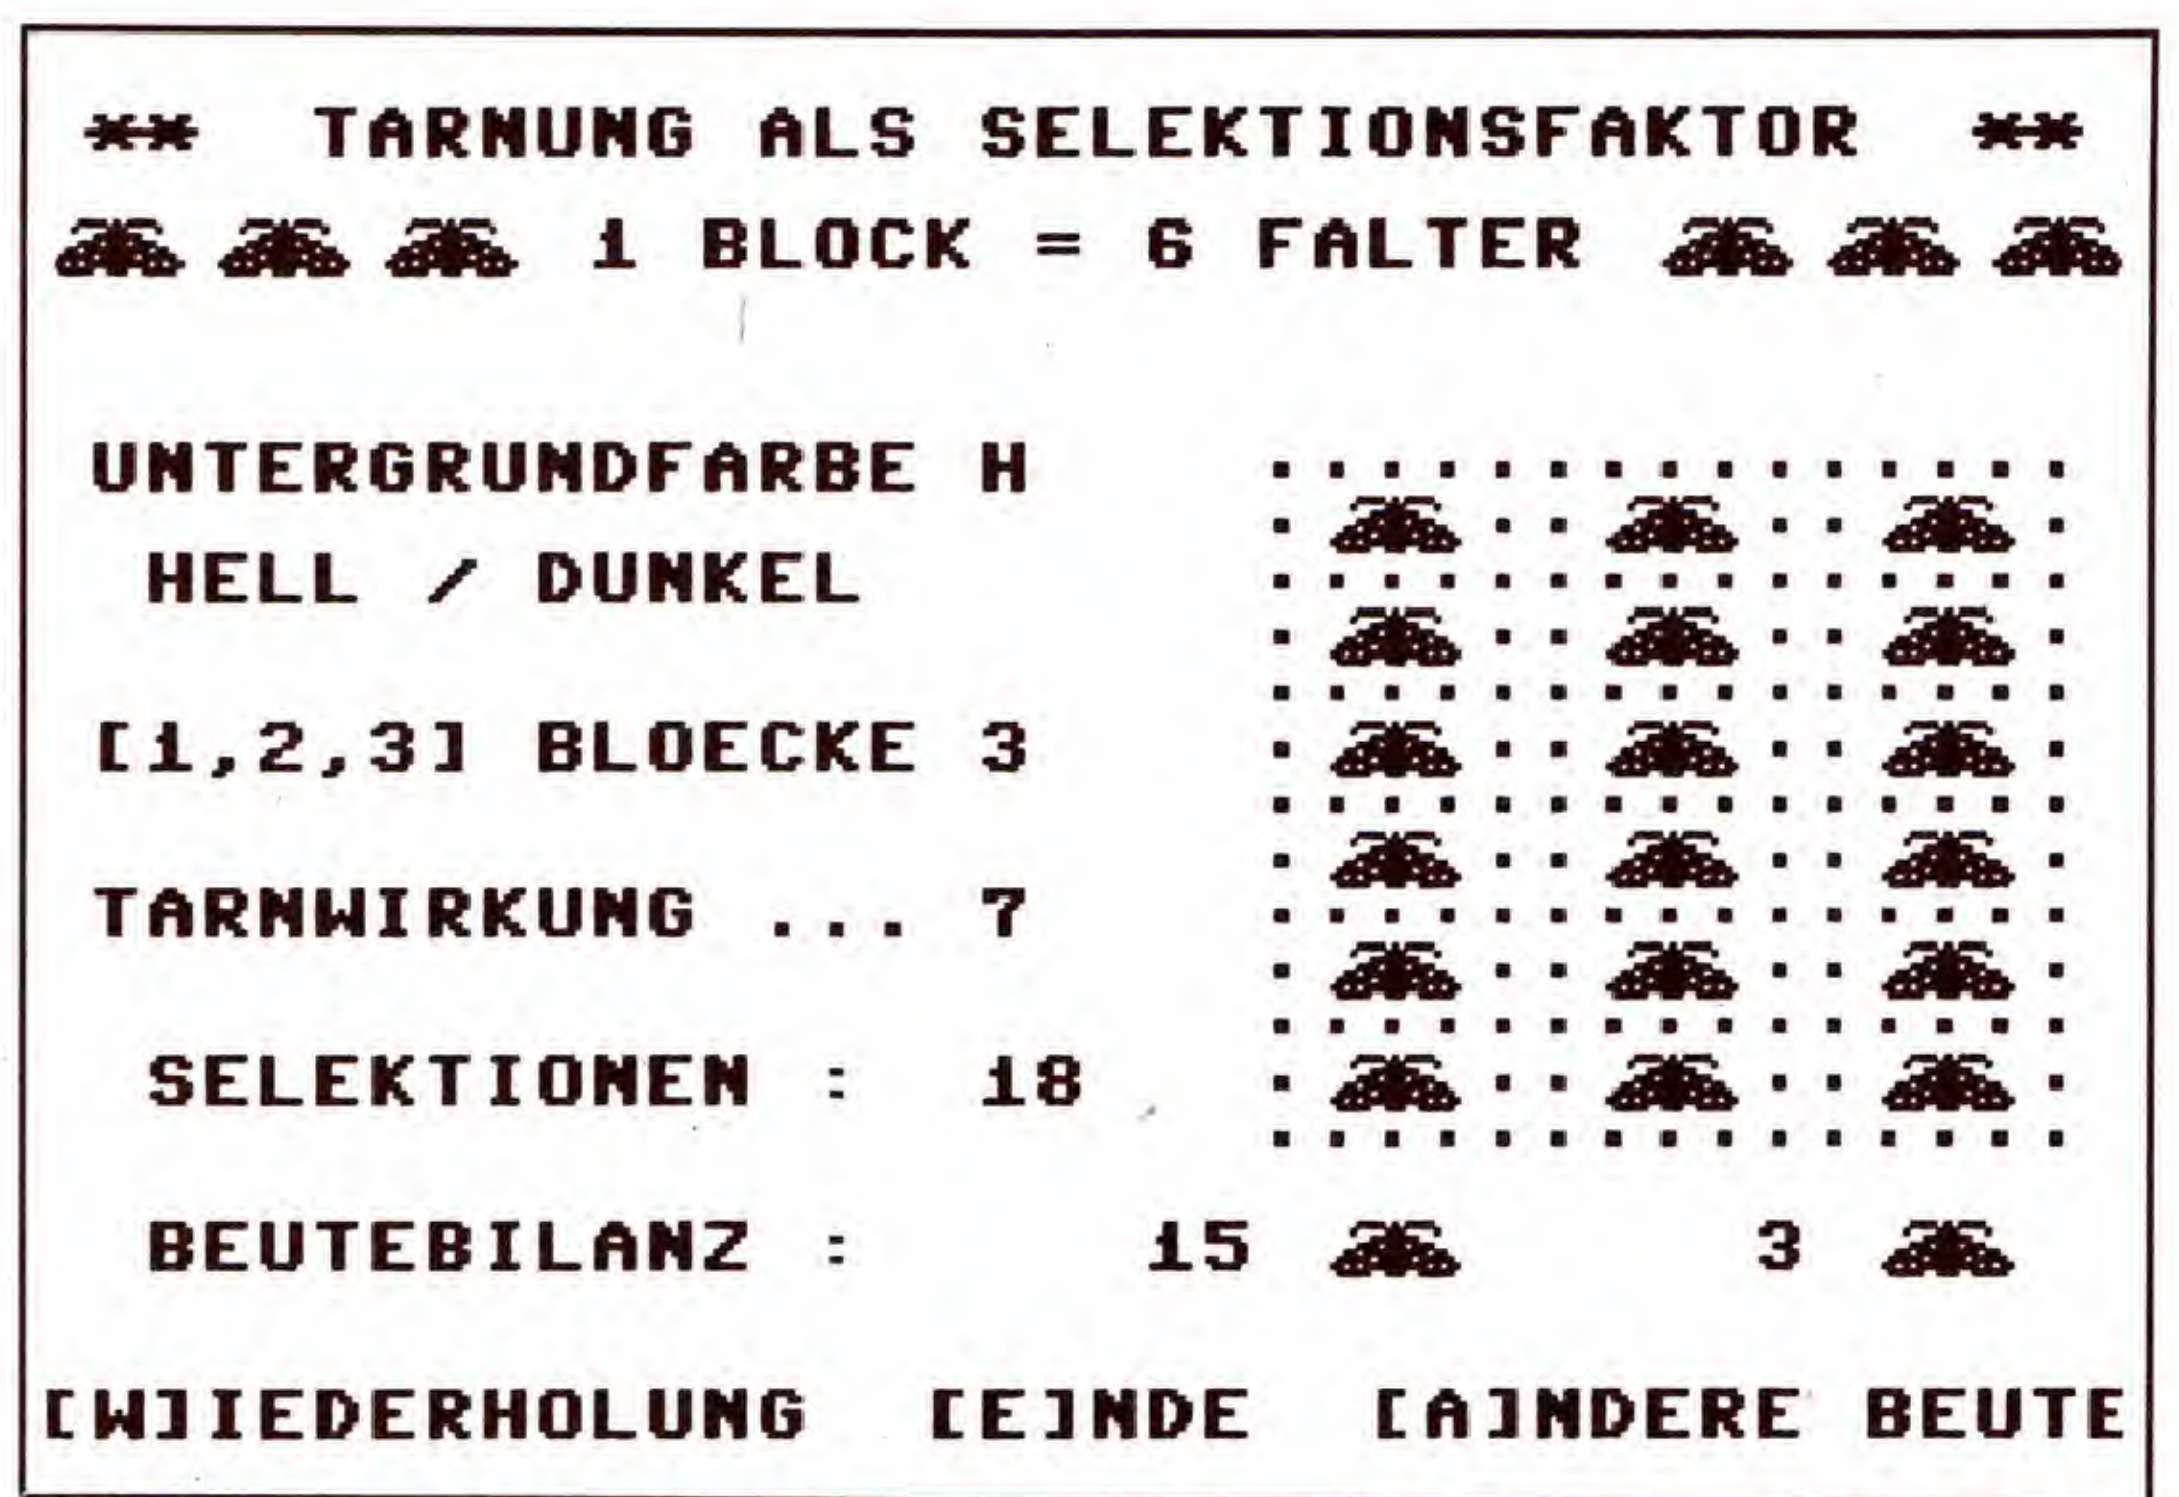 ** TARNUNG ALS SELEKTIONSFAKTOR **
1 BLOCK = 6 FALTER
UNTERGRUNDFARBE H
HELL / DUNKEL
[1,2,3] BLOECKE 3
TARNWIRKUNG ... 7
SELEKTIONEN : 18
BEUTEBILANZ : 15 3
[W]IEDERHOLUNG [E]NDE [A]NDERE BEUTE